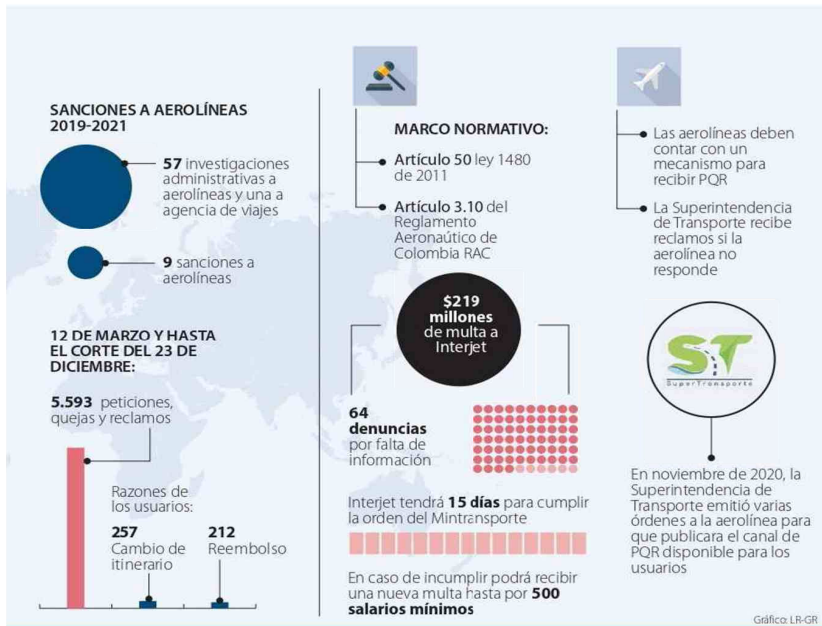 SANCIONES A AEROLÍNEAS
2019-2021
57 investigaciones
administrativas a
aerolíneas y una a
agencia de viajes
9 sanciones a
aerolíneas
12 DE MARZO Y HASTA
EL CORTE DEL 23 DE
DICIEMBRE:
5.593 peticiones,
quejas y reclamos
Razones de
los usuarios:
257
Cambio de
itinerario
212
Reembolso
MARCO NORMATIVO:
Artículo 50 ley 1480
de 2011
Artículo 3.10 del
Reglamento
Aeronaútico de
Colombia RAC
$219
millones
de multa a
Interjet
64
denuncias
por falta de
información
Interjet tendrá 15 días para cumplir
la orden del Mintransporte
En caso de incumplir podrá recibir
una nueva multa hasta por 500
salarios mínimos
Las aerolíneas deben
contar con un
mecanismo para
recibir PQR
La Superintendencia
de Transporte recibe
reclamos si la
aerolínea no
responde
ST
SuperTransporte
En noviembre de 2020, la
Superintendencia de
Transporte emitió varias
órdenes a la aerolínea para
que publicara el canal de
PQR disponible para los
usuarios
Gráfico: LR-GR